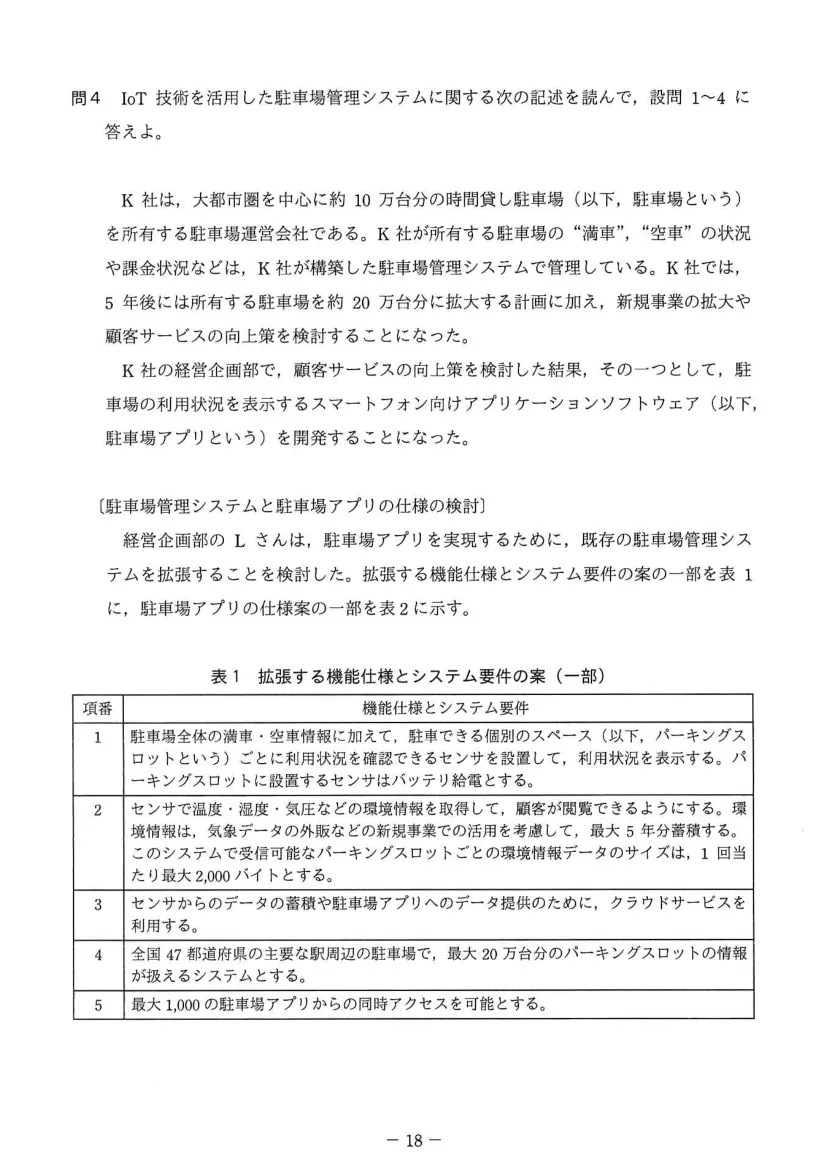 問4 IoT 技術を活用した駐車場管理システムに関する次の記述を読んで，設問 1～4 に
答えよ。
K 社は，大都市圏を中心に約 10 万台分の時間貸し駐車場（以下，駐車場という）
を所有する駐車場運営会社である。K 社が所有する駐車場の“満車”，“空車”の状況
や課金状況などは，K 社が構築した駐車場管理システムで管理している。K 社では，
5 年後には所有する駐車場を約 20 万台分に拡大する計画に加え，新規事業の拡大や
顧客サービスの向上策を検討することになった。
K 社の経営企画部で，顧客サービスの向上策を検討した結果，その一つとして，駐
車場の利用状況を表示するスマートフォン向けアプリケーションソフトウェア（以下，
駐車場アプリという）を開発することになった。
〔駐車場管理システムと駐車場アプリの仕様の検討〕
経営企画部の L さんは，駐車場アプリを実現するために，既存の駐車場管理シス
テムを拡張することを検討した。拡張する機能仕様とシステム要件の案の一部を表 1
に，駐車場アプリの仕様案の一部を表 2 に示す。
表1 拡張する機能仕様とシステム要件の案（一部）
項番 機能仕様とシステム要件
1 駐車場全体の満車・空車情報に加えて，駐車できる個別のスペース（以下，パーキングス
ロットという）ごとに利用状況を確認できるセンサを設置して，利用状況を表示する。パ
ーキングスロットに設置するセンサはバッテリ給電とする。
2 センサで温度・湿度・気圧などの環境情報を取得して，顧客が閲覧できるようにする。環
境情報は，気象データの外販などの新規事業での活用を考慮して，最大 5 年分蓄積する。
このシステムで受信可能なパーキングスロットごとの環境情報データのサイズは，1 回当
たり最大 2,000 バイトとする。
3 センサからのデータの蓄積や駐車場アプリへのデータ提供のために，クラウドサービスを
利用する。
4 全国 47 都道府県の主要な駅周辺の駐車場で，最大 20 万台分のパーキングスロットの情報
が扱えるシステムとする。
5 最大 1,000 の駐車場アプリからの同時アクセスを可能とする。
－ 18 －